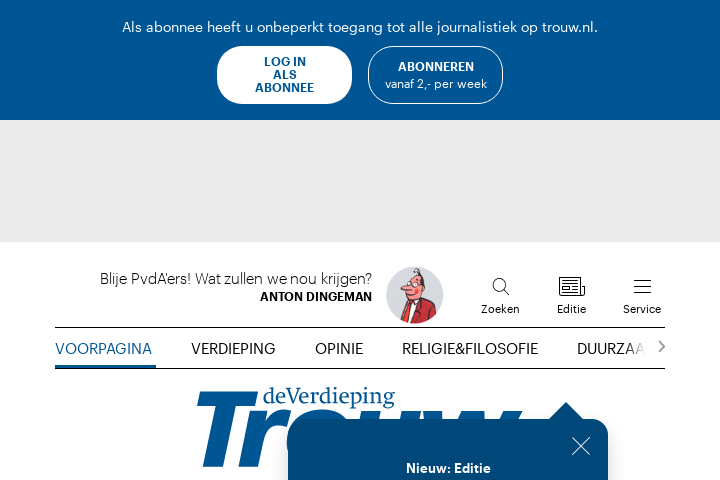 Als abonnee heeft u onbeperkt toegang tot alle journalistiek op trouw.nl.
LOG IN
ALS
ABONNEE
ABONNEREN
vanaf 2,- per week
Blije PvdA'ers! Wat zullen we nou krijgen?
ANTON DINGEMAN
Zoeken
Editie
Service
VOORPAGINA
VERDIEPING
OPINIE
RELIGIE&FILOSOFIE
DUURZAA
deVerdieping
Trouw
Nieuw: Editie